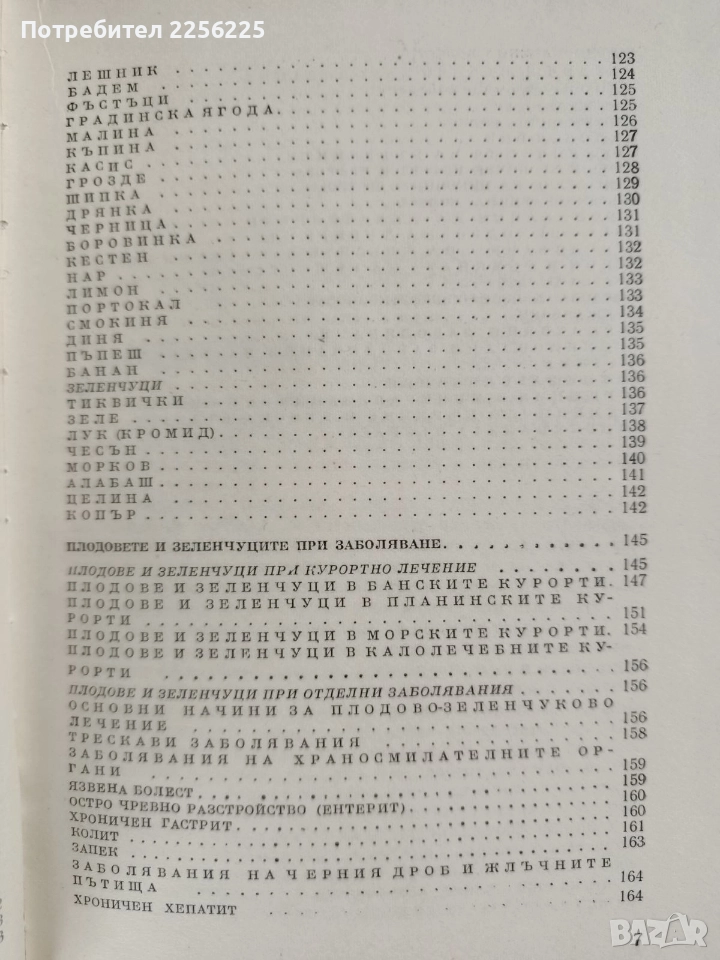 Потребител 2256225
ЛЕШНИК . . . 123
БАДЕМ . . . 124
ФЪСТЪЦИ . . . 125
ГРАДИНСКА ЯГОДА . . . 125
МАЛИНА . . . 126
КЪПИНА . . . 127
КАСИС . . . 127
ГРОЗДЕ . . . 128
ШИПКА . . . 129
ДРЯНКА . . . 130
ЧЕРНИЦА . . . 131
БОРОВИНКА . . . 131
КЕСТЕН . . . 132
НАР . . . 132
ЛИМОН . . . 133
ПОРТОКАЛ . . . 133
СМОКИНЯ . . . 134
ДИНЯ . . . 135
ПЪПЕШ . . . 135
БАНАН . . . 136
ЗЕЛЕНЧУЦИ . . . 136
ТИКВИЧКИ . . . 136
ЗЕЛЕ . . . 137
ЛУК (КРОМИД) . . . 138
ЧЕСЪН . . . 139
МОРКОВ . . . 140
АЛАБАШ . . . 141
ЦЕЛИНА . . . 142
КОПЪР . . . 142
ПЛОДОВЕТЕ И ЗЕЛЕНЧУЦИТЕ ПРИ ЗАБОЛЯВАНЕ . . . 145
ПЛОДОВЕ И ЗЕЛЕНЧУЦИ ПРИ КУРОРТНО ЛЕЧЕНИЕ . . . 145
ПЛОДОВЕ И ЗЕЛЕНЧУЦИ В БАНСКИТЕ КУРОРТИ. 147
ПЛОДОВЕ И ЗЕЛЕНЧУЦИ В ПЛАНИНСКИТЕ КУ-
РОРТИ . . . 151
ПЛОДОВЕ И ЗЕЛЕНЧУЦИ В МОРСКИТЕ КУРОРТИ. 154
ПЛОДОВЕ И ЗЕЛЕНЧУЦИ В КАЛОЛЕЧЕБНИТЕ КУ-
РОРТИ . . . 156
ПЛОДОВЕ И ЗЕЛЕНЧУЦИ ПРИ ОТДЕЛНИ ЗАБОЛЯВАНИЯ . . . 156
ОСНОВНИ НАЧИНИ ЗА ПЛОДОВО-ЗЕЛЕНЧУКОВО
ЛЕЧЕНИЕ . . . 156
ТРЕСКАВИ ЗАБОЛЯВАНИЯ . . . 158
ЗАБОЛЯВАНИЯ НА ХРАНОСМИЛАТЕЛНИТЕ ОР-
ГАНИ . . . 159
ЯЗВЕНА БОЛЕСТ . . . 159
ОСТРО ЧРЕВНО РАЗСТРОЙСТВО (ЕНТЕРИТ) . . . 160
ХРОНИЧЕН ГАСТРИТ . . . 160
КОЛИТ . . . 161
ЗАПЕК . . . 163
ЗАБОЛЯВАНИЯ НА ЧЕРНИЯ ДРОБ И ЖЛЪЧНИТЕ
ПЪТИЩА . . . 164
ХРОНИЧЕН ХЕПАТИТ . . . 164
7
BAZAR